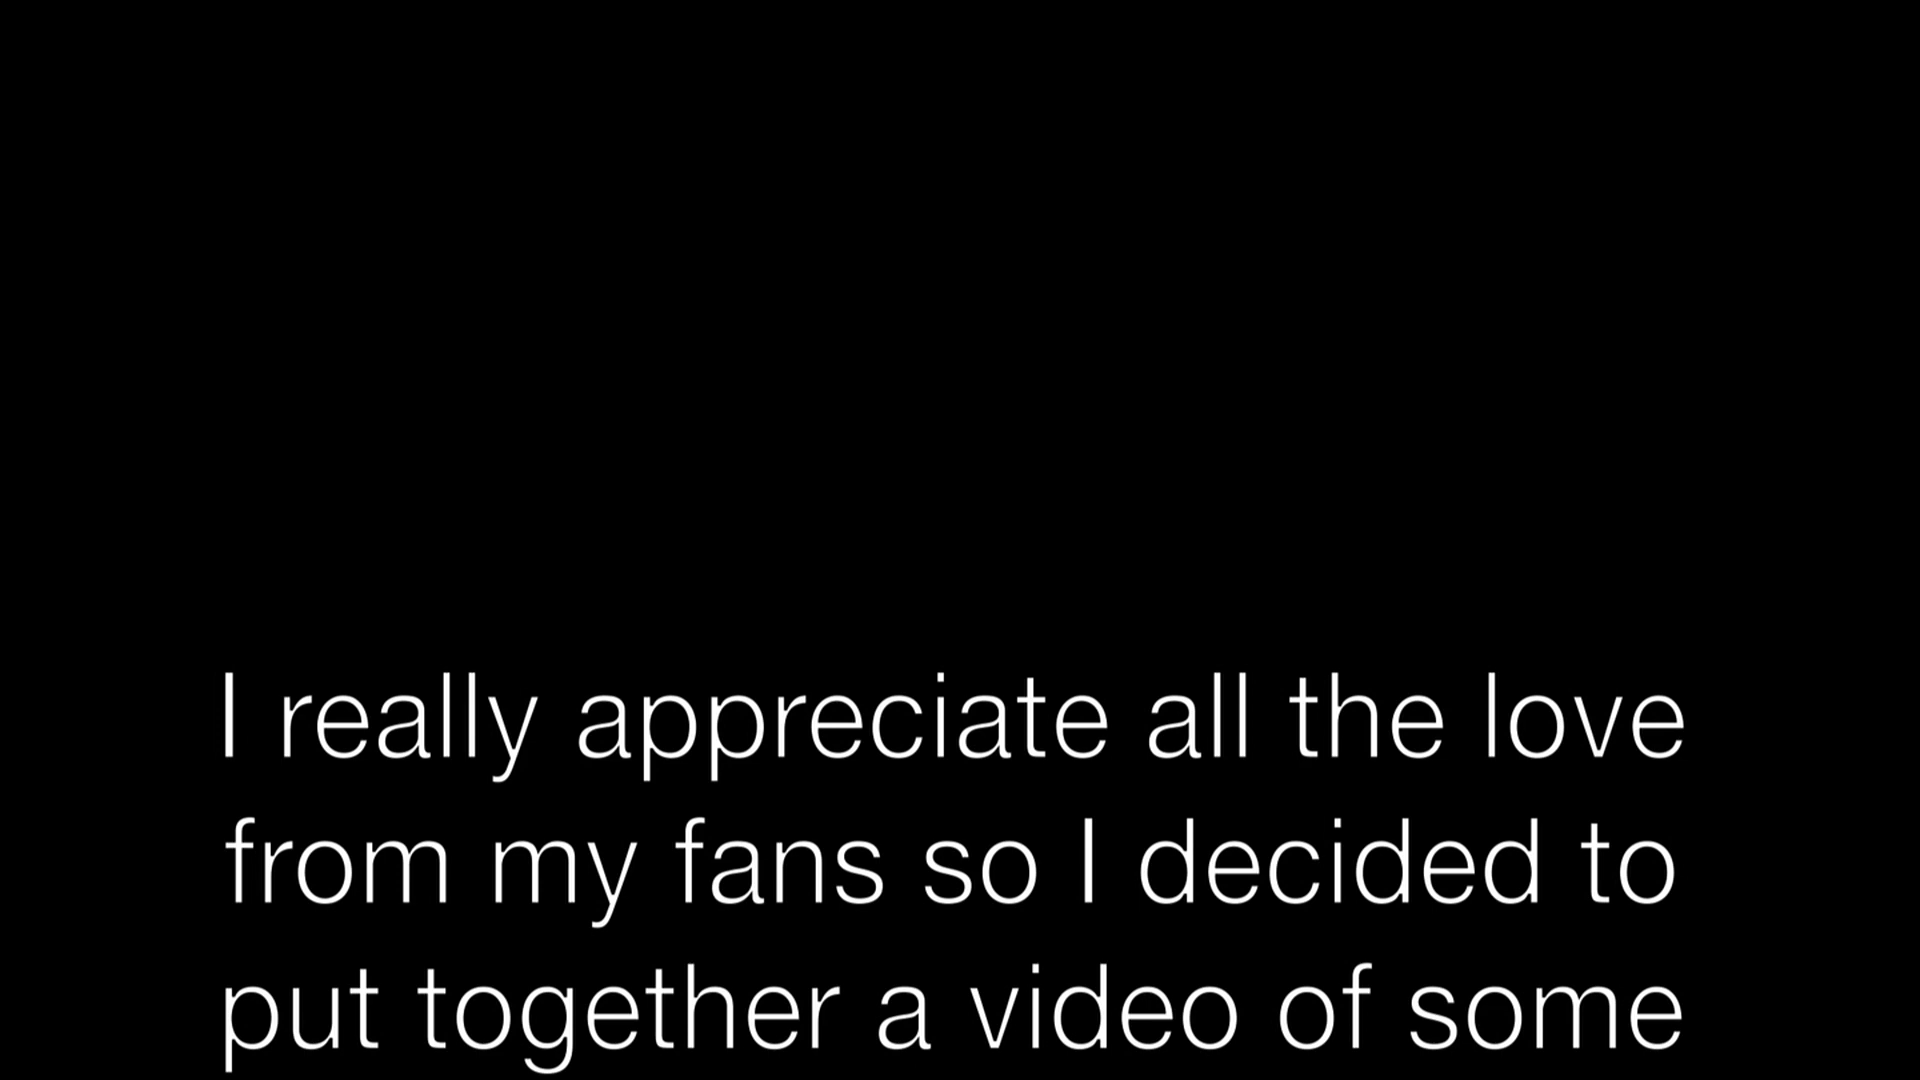 I really appreciate all the love
from my fans so I decided to
put together a video of some